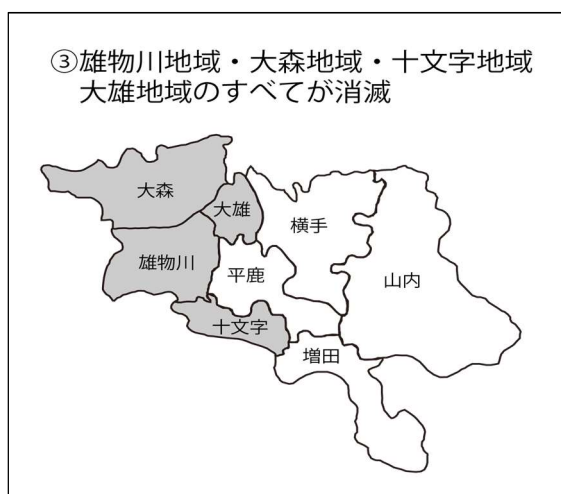 ③雄物川地域・大森地域・十文字地域
大雄地域のすべてが消滅
大森
大雄
横手
雄物川
平鹿
山内
十文字
増田